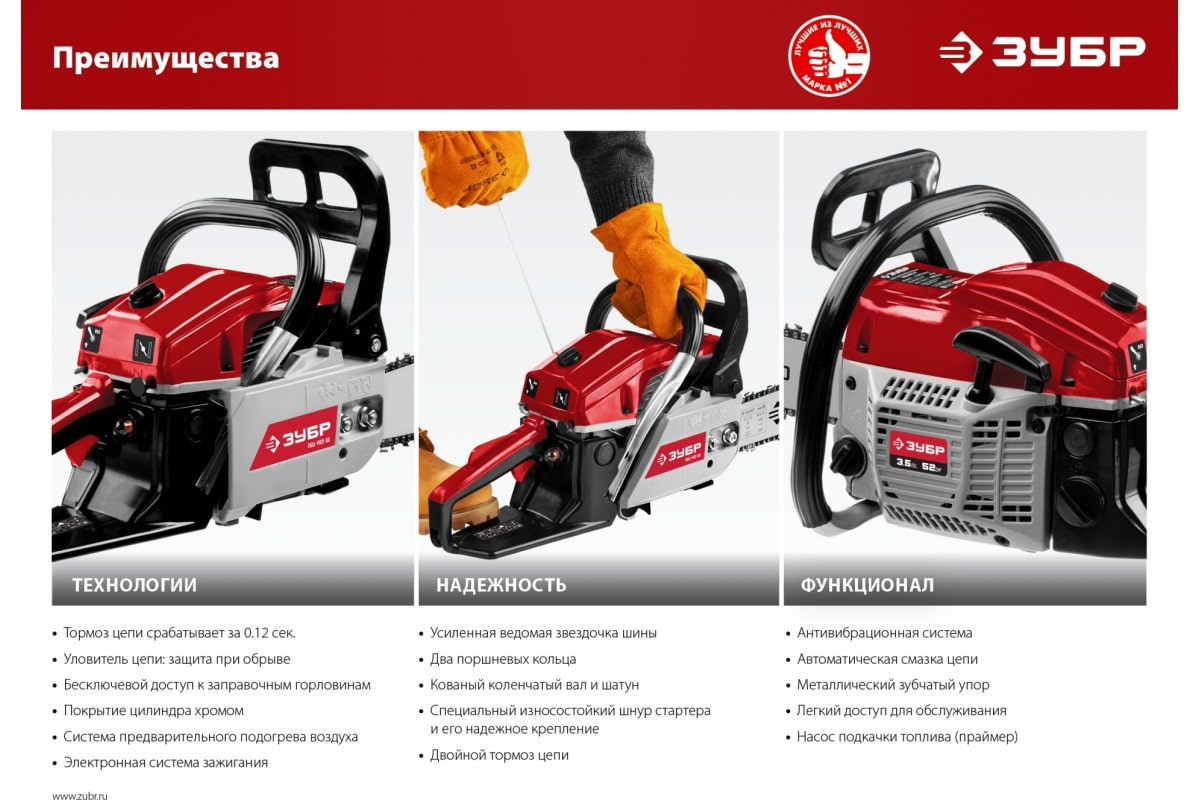 Преимущества
ЛУЧШИЕ ИЗ ЛУЧШИХ
МАРКА №1
ЗУБР
ЗУБР
ЗУБР
ЗУБР
3.5 ЛС 52 СМ³
ТЕХНОЛОГИИ
• Тормоз цепи срабатывает за 0.12 сек.
• Уловитель цепи: защита при обрыве
• Бесключевой доступ к заправочным горловинам
• Покрытие цилиндра хромом
• Система предварительного подогрева воздуха
• Электронная система зажигания
НАДЕЖНОСТЬ
• Усиленная ведомая звездочка шины
• Два поршневых кольца
• Кованый коленчатый вал и шатун
• Специальный износостойкий шнур стартера
и его надежное крепление
• Двойной тормоз цепи
ФУНКЦИОНАЛ
• Антивибрационная система
• Автоматическая смазка цепи
• Металлический зубчатый упор
• Легкий доступ для обслуживания
• Насос подкачки топлива (праймер)
www.zubr.ru